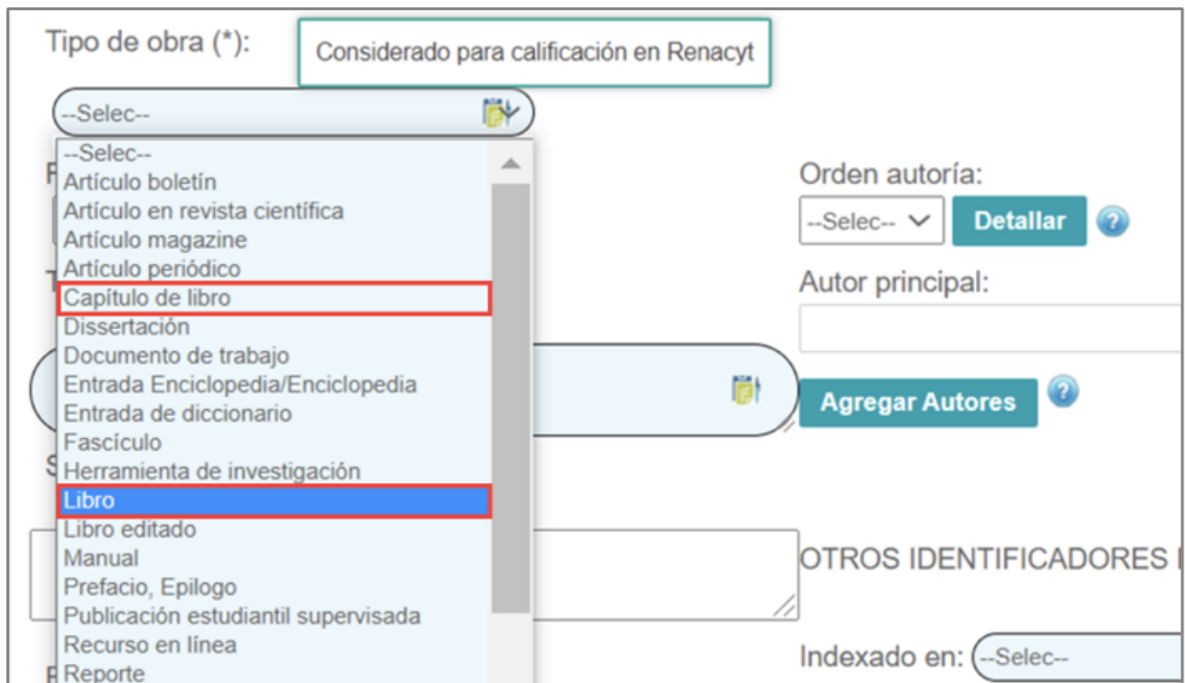 Tipo de obra (*):
Considerado para calificación en Renacyt
--Selec--
--Selec--
Artículo boletín
Artículo en revista científica
Artículo magazine
Artículo periódico
Capítulo de libro
Dissertación
Documento de trabajo
Entrada Enciclopedia/Enciclopedia
Entrada de diccionario
Fascículo
Herramienta de investigación
Libro
Libro editado
Manual
Prefacio, Epilogo
Publicación estudiantil supervisada
Recurso en línea
Reporte
Orden autoría:
--Selec--
Detallar
?
Autor principal:
Agregar Autores
?
OTROS IDENTIFICADORES
Indexado en:
--Selec--